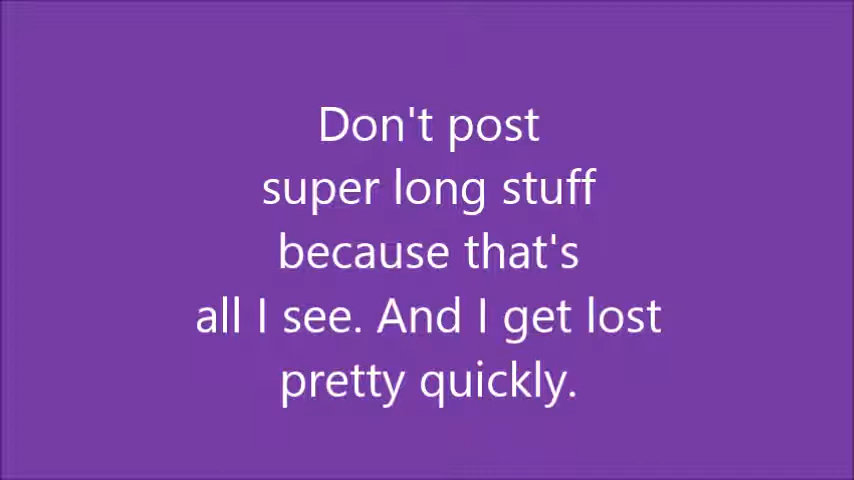 Don't post
super long stuff
because that's
all I see. And I get lost
pretty quickly.